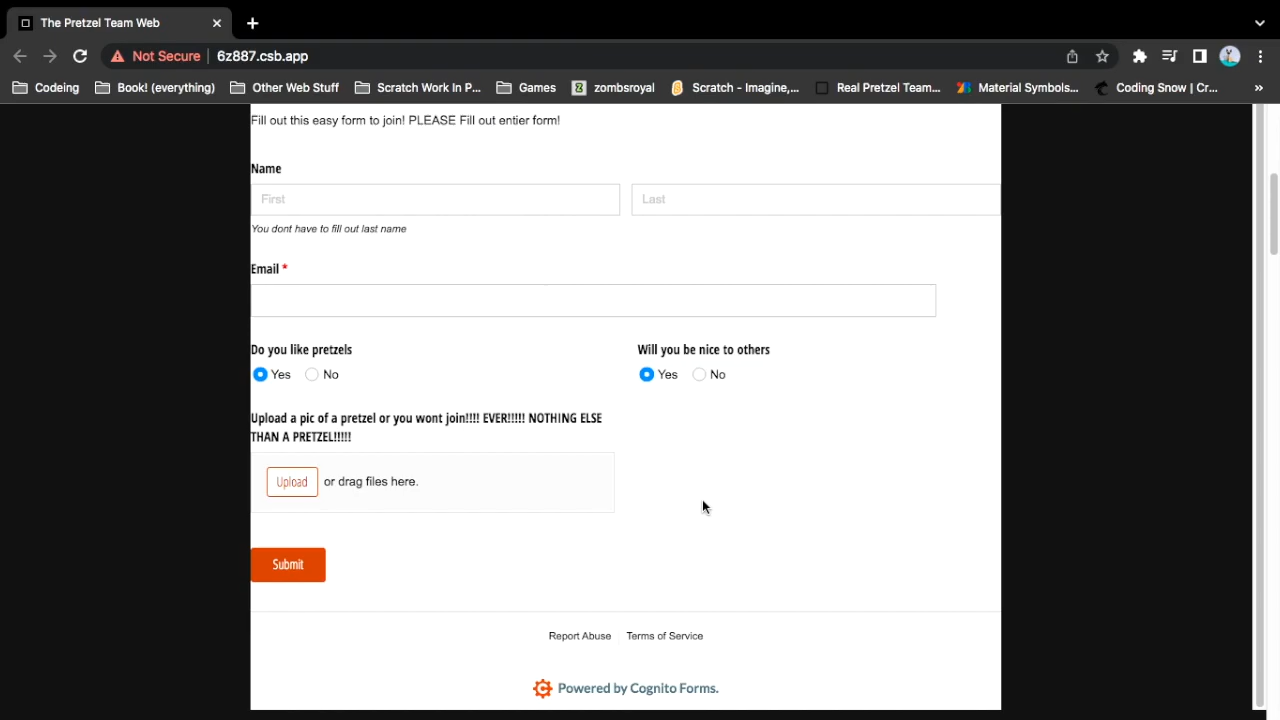 The Pretzel Team Web
Not Secure 6z887.csb.app
Codeing Book! (everything) Other Web Stuff Scratch Work In P... Games zombsroyal Scratch - Imagine,... Real Pretzel Team... Material Symbols... Coding Snow | Cr... »
Fill out this easy form to join! PLEASE Fill out entier form!
Name
First Last
You dont have to fill out last name
Email *
Do you like pretzels Will you be nice to others
Yes No Yes No
Upload a pic of a pretzel or you wont join!!!! EVER!!!!! NOTHING ELSE
THAN A PRETZEL!!!!!
Upload or drag files here.
Submit
Report Abuse Terms of Service
Powered by Cognito Forms.